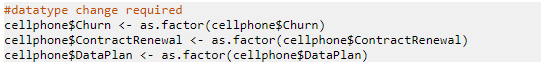 #datatype change required
cellphone$Churn <- as.factor(cellphone$Churn)
cellphone$ContractRenewal <- as.factor(cellphone$ContractRenewal)
cellphone$DataPlan <- as.factor(cellphone$DataPlan)